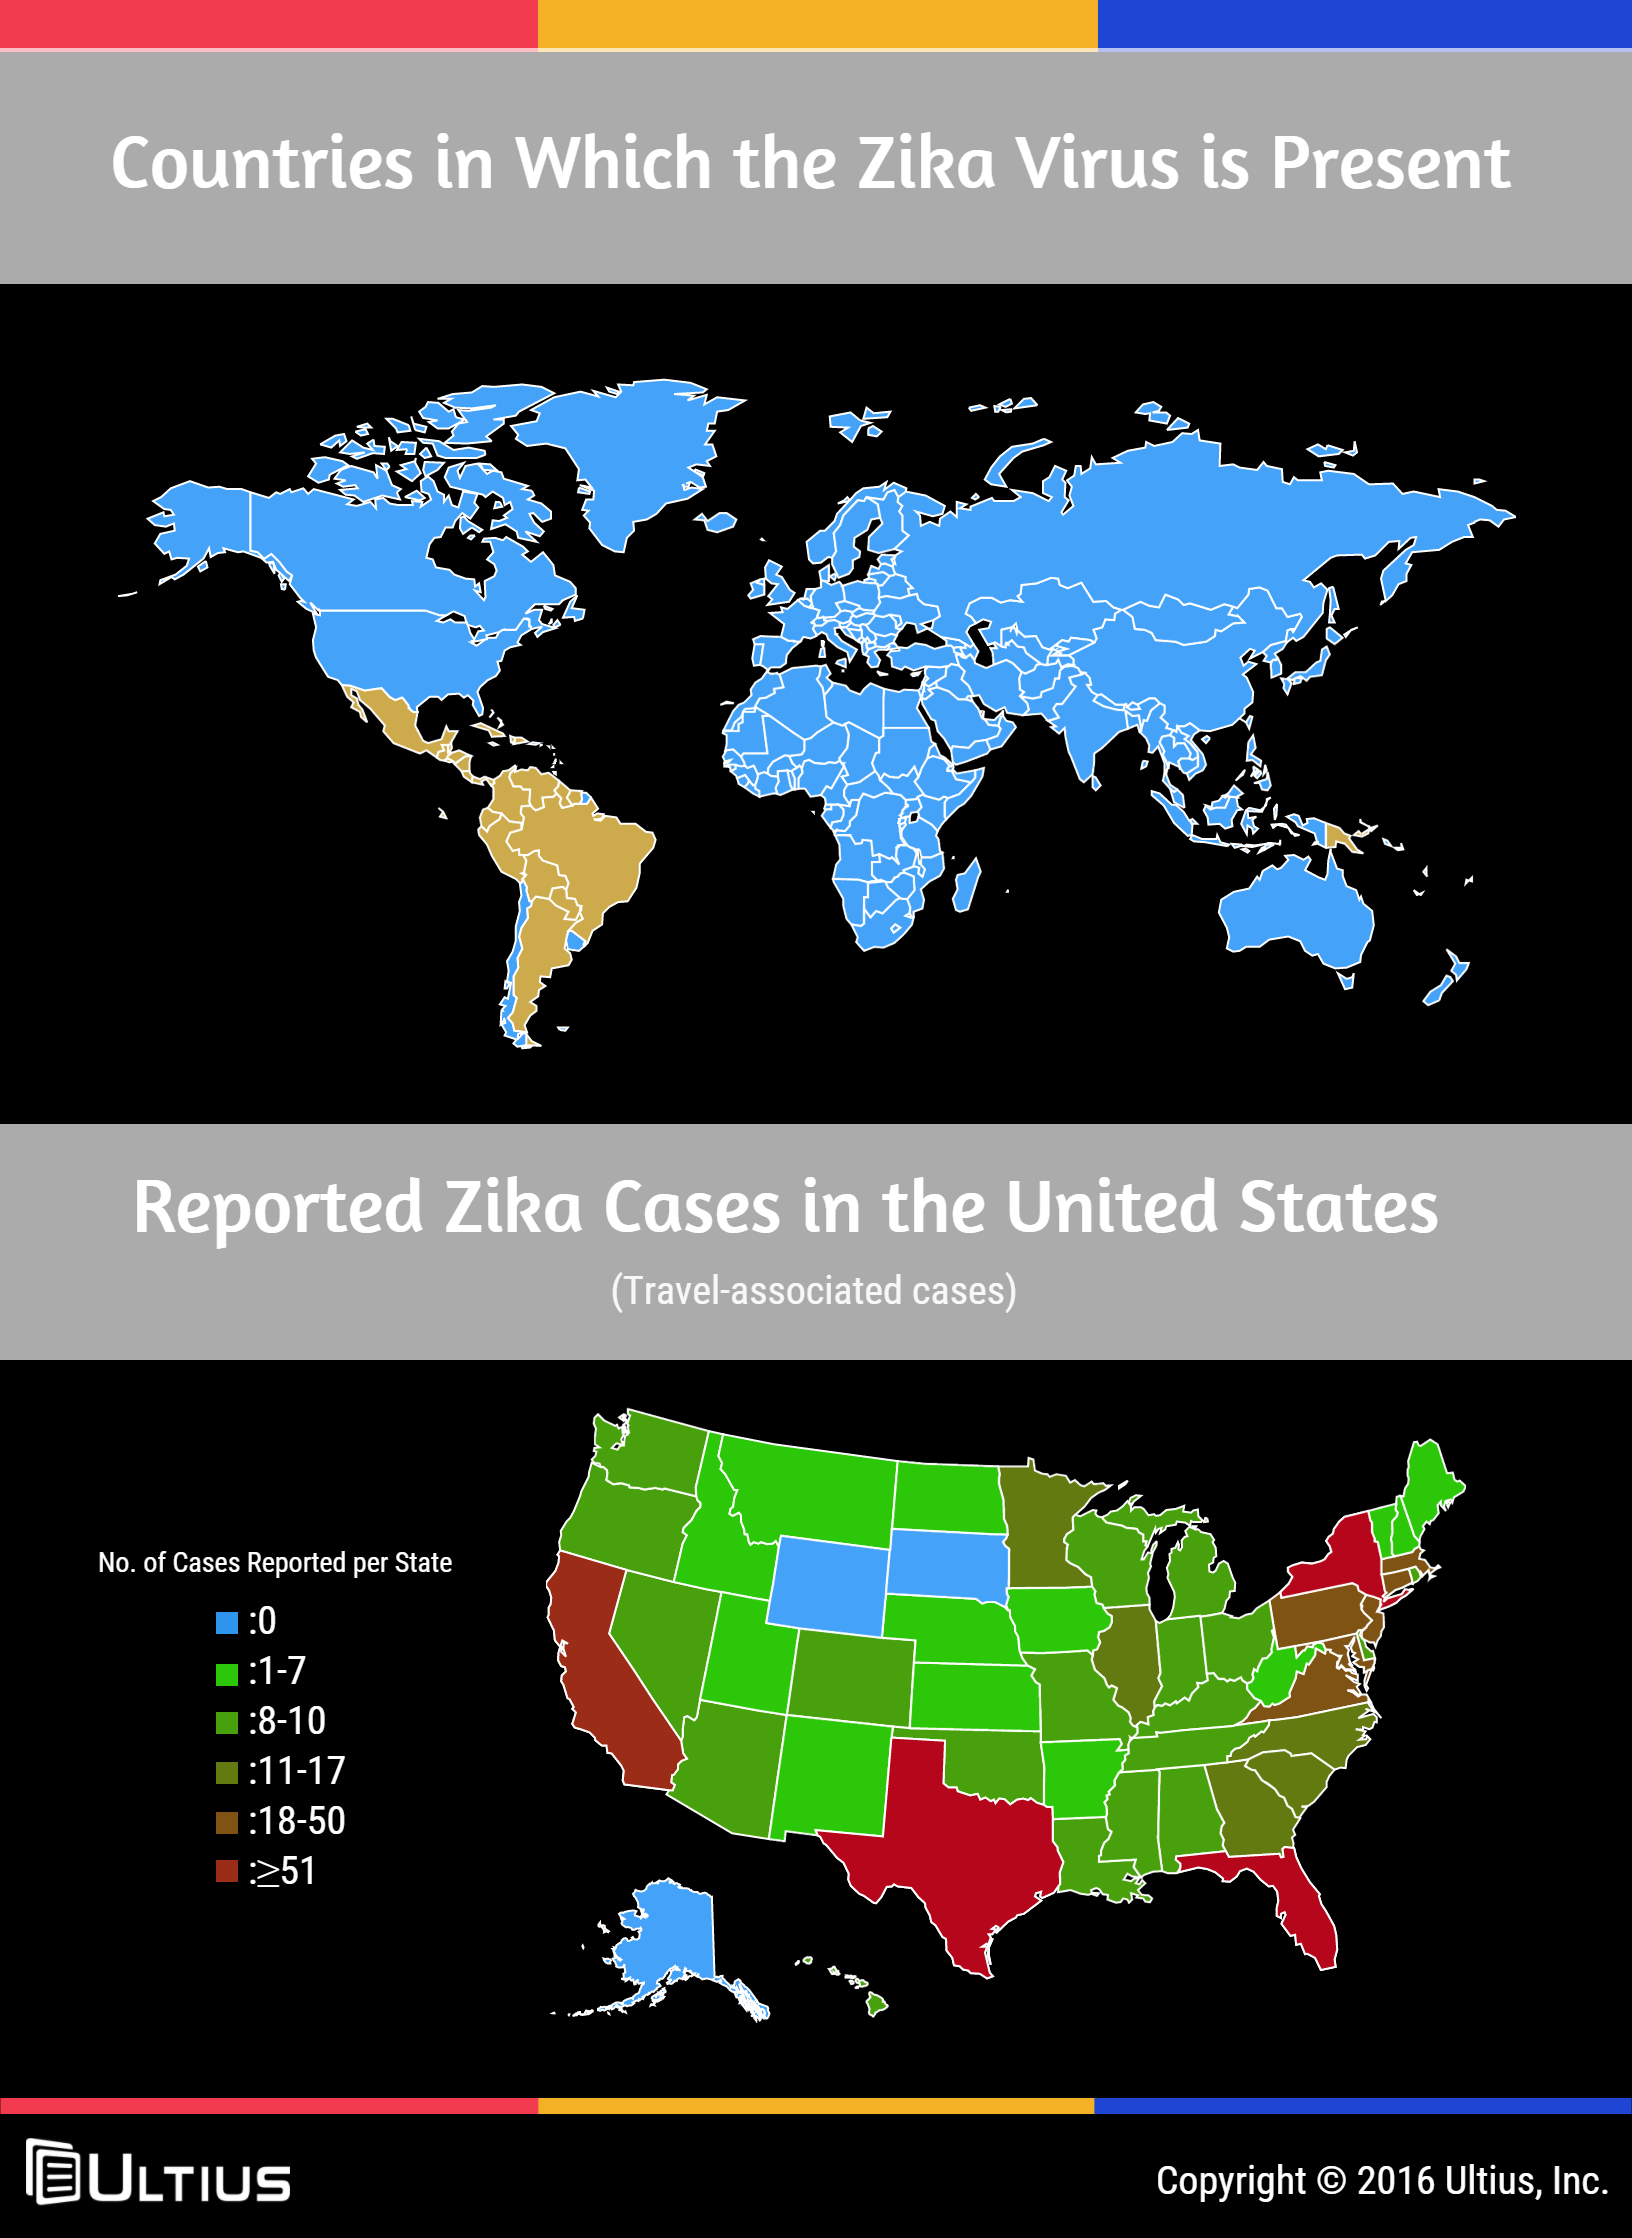 Countries in Which the Zika Virus is Present
Reported Zika Cases in the United States
(Travel-associated cases)
No. of Cases Reported per State
:0
:1-7
:8-10
:11-17
:18-50
:≥51
ULTIUS
Copyright © 2016 Ultius, Inc.